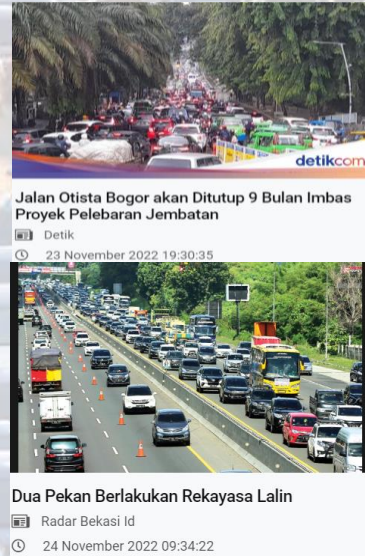 detikcom
Jalan Otista Bogor akan Ditutup 9 Bulan Imbas
Proyek Pelebaran Jembatan
Detik
23 November 2022 19:30:35
Dua Pekan Berlakukan Rekayasa Lalin
Radar Bekasi Id
24 November 2022 09:34:22